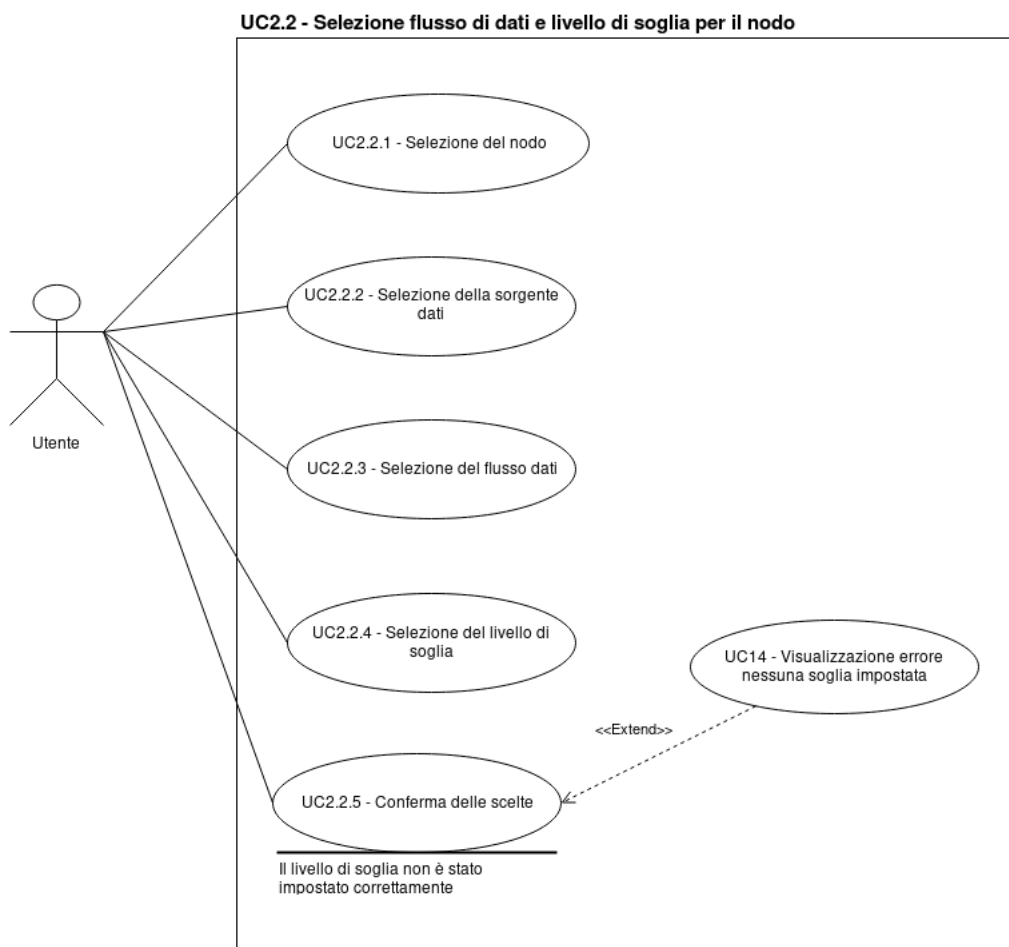 UC2.2 - Selezione flusso di dati e livello di soglia per il nodo
UC2.2.1 - Selezione del nodo
UC2.2.2 - Selezione della sorgente
dati
Utente
UC2.2.3 - Selezione del flusso dati
UC2.2.4 - Selezione del livello di
soglia
UC14 - Visualizzazione errore
nessuna soglia impostata
<<Extend>>
UC2.2.5 - Conferma delle scelte
Il livello di soglia non è stato
impostato correttamente